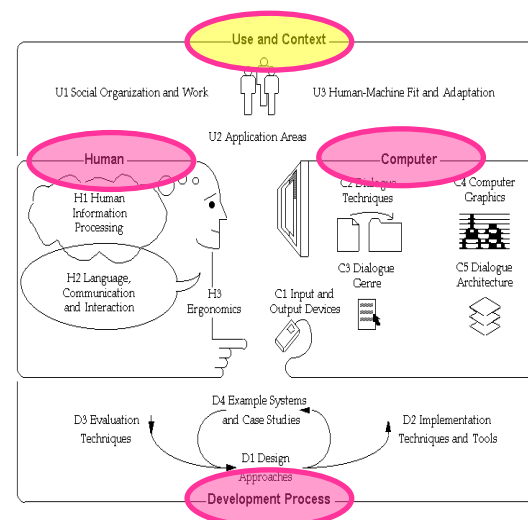 Use and Context
U1 Social Organization and Work
U3 Human-Machine Fit and Adaptation
U2 Application Areas
Human
Computer
H1 Human
Information
Processing
H2 Language,
Communication
and Interaction
H3
Ergonomics
C2 Dialogue
Techniques
C4 Computer
Graphics
C3 Dialogue
Genre
C1 Input and
Output Devices
C5 Dialogue
Architecture
D3 Evaluation
Techniques
D4 Example Systems
and Case Studies
D2 Implementation
Techniques and Tools
D1 Design
Approaches
Development Process